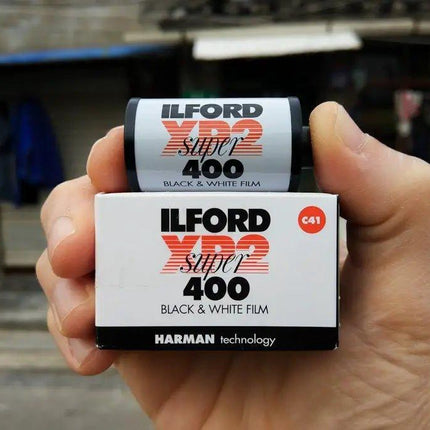 ILFORD
XP2
super
400
BLACK & WHITE FILM
ILFORD
C41
XP2
super
400
BLACK & WHITE FILM
HARMAN technology